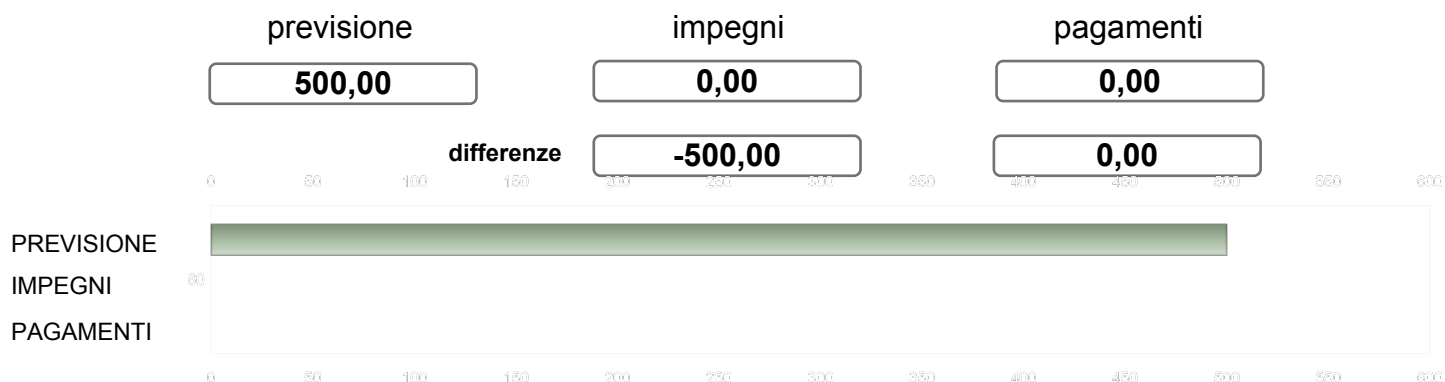 previsione impegni pagamenti
500,00 0,00 0,00
differenze -500,00 0,00
0 50 100 150 200 250 300 350 400 450 500 550 600
PREVISIONE
60
IMPEGNI
PAGAMENTI
0 50 100 150 200 250 300 350 400 450 500 550 600